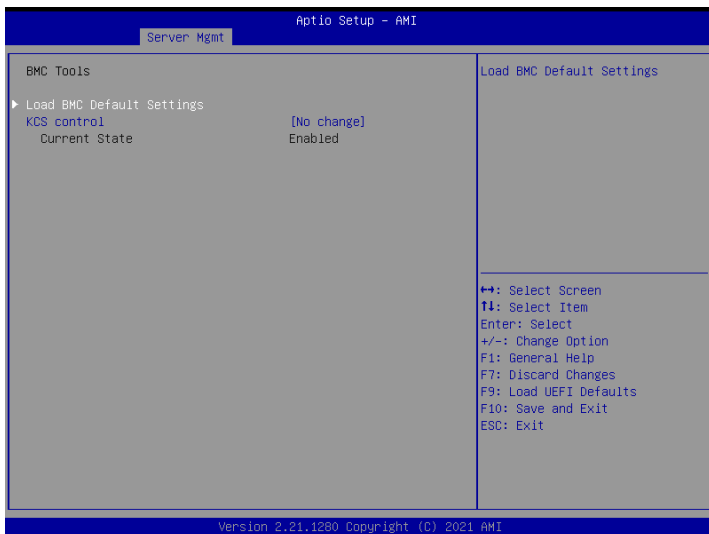 Aptio Setup – AMI
Server Mgmt
BMC Tools
Load BMC Default Settings
KCS control [No change]
Current State Enabled
Load BMC Default Settings
↔: Select Screen
↑↓: Select Item
Enter: Select
+/-: Change Option
F1: General Help
F7: Discard Changes
F9: Load UEFI Defaults
F10: Save and Exit
ESC: Exit
Version 2.21.1280 Copyright (C) 2021 AMI